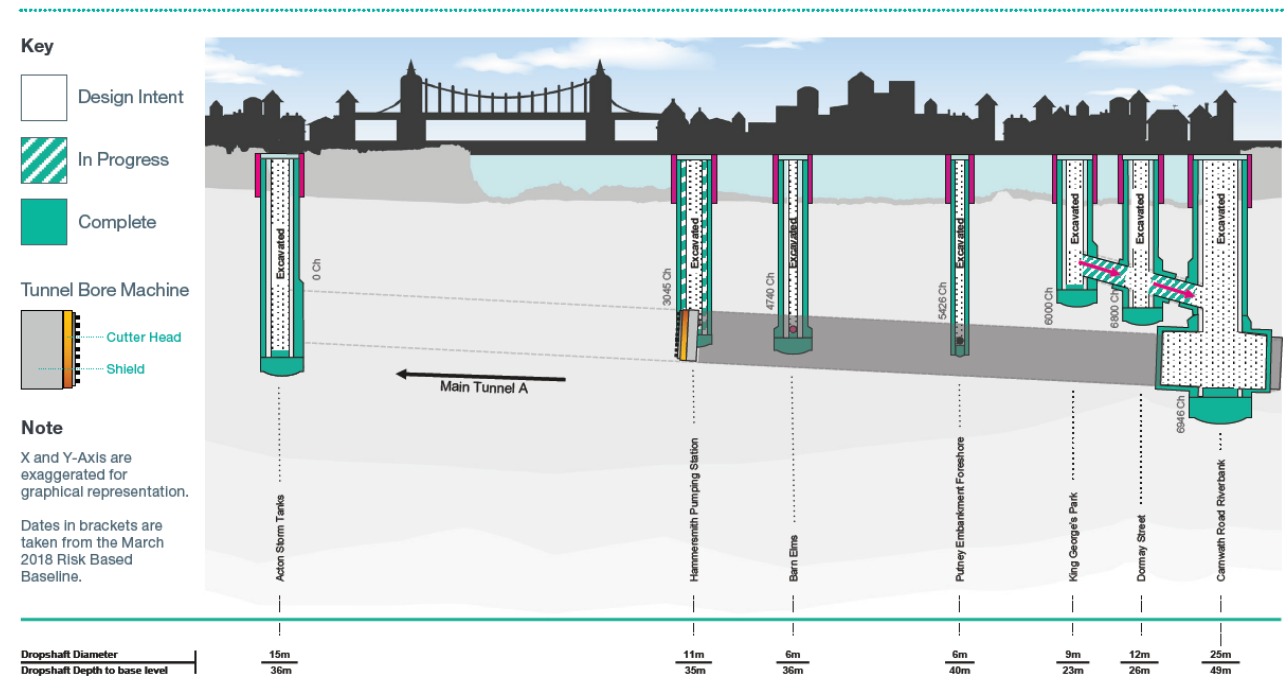 Key
Design Intent
In Progress
Complete
Tunnel Bore Machine
Cutter Head
Shield
Note
X and Y-Axis are
exaggerated for
graphical representation.
Dates in brackets are
taken from the March
2018 Risk Based
Baseline.
Excavated
0 Ch
3045 Ch
Excavated
4740 Ch
Excavated
5426 Ch
Excavated
6000 Ch
Excavated
6800 Ch
Excavated
6946 Ch
Excavated
Main Tunnel A
Acton Storm Tanks
Hammersmith Pumping Station
Barn Elms
Putney Embankment Foreshore
King George's Park
Dormay Street
Carnwath Road Riverbank
Dropshaft Diameter 15m 11m 6m 6m 9m 12m 25m
Dropshaft Depth to base level 36m 35m 36m 40m 23m 26m 49m